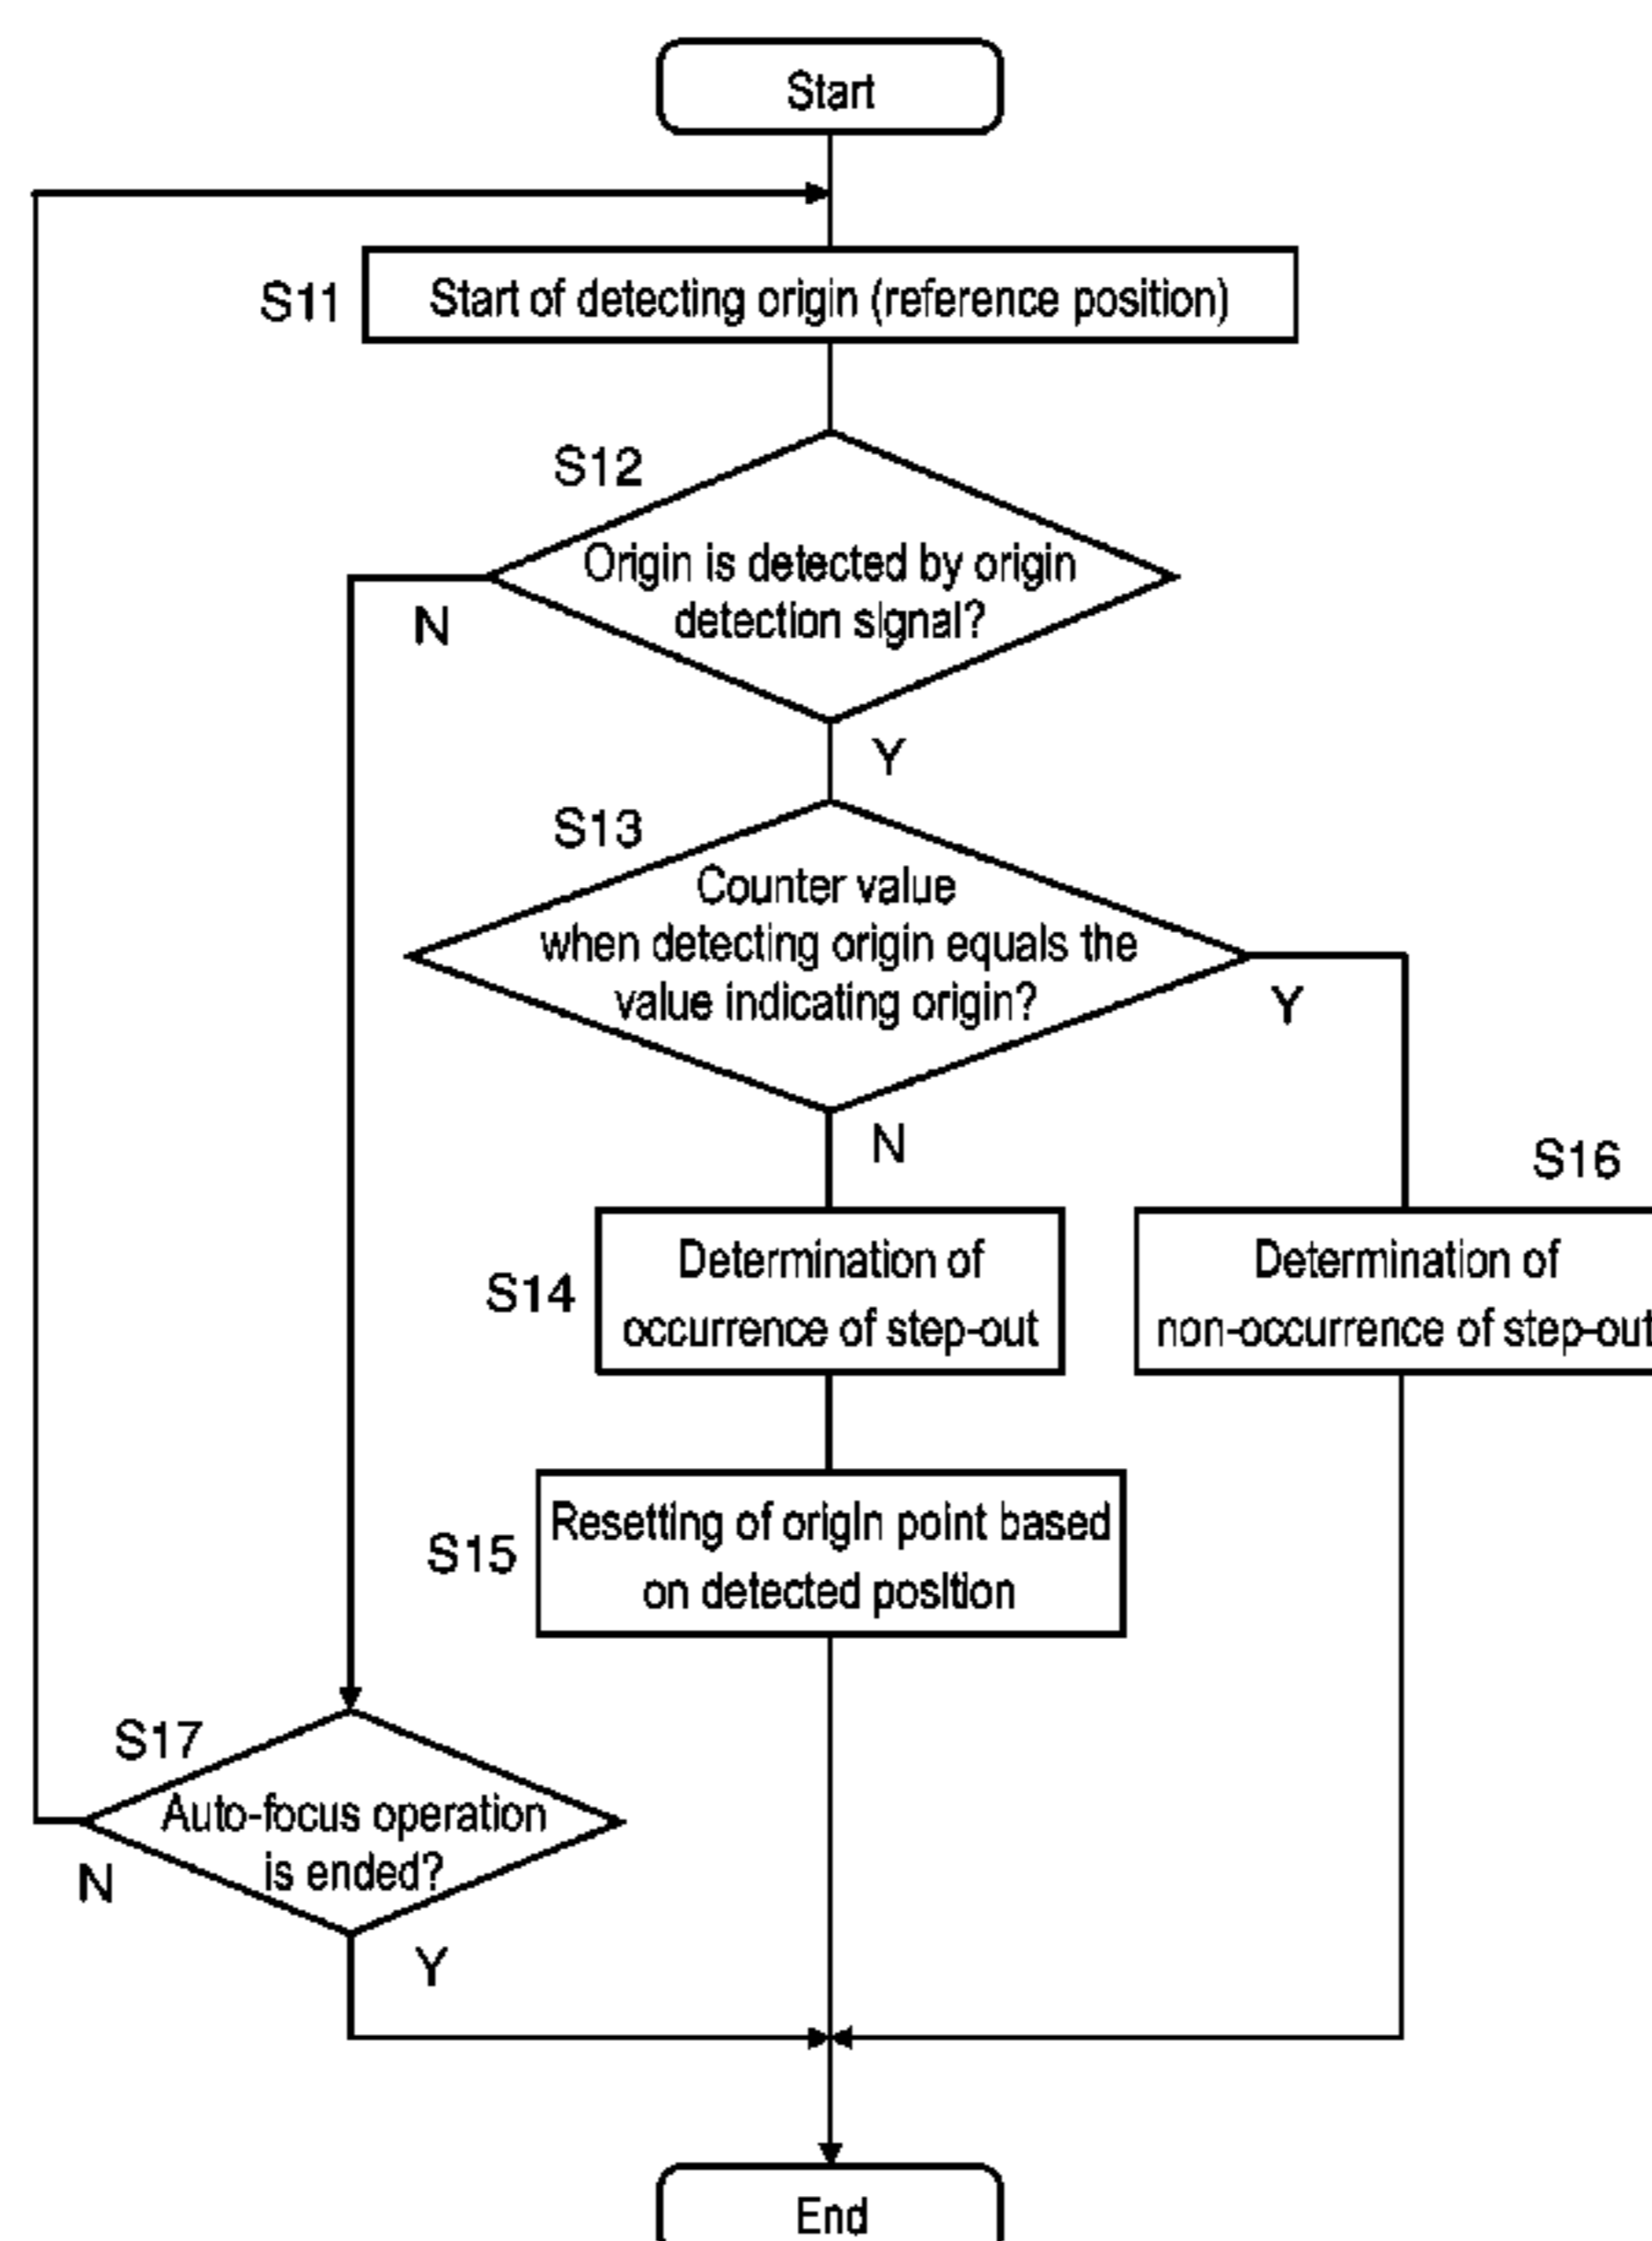 Start
S11
Start of detecting origin (reference position)
S12
Origin is detected by origin
detection signal?
N
Y
S13
Counter value
when detecting origin equals the
value indicating origin?
Y
N
S16
S14
Determination of
occurrence of step-out
Determination of
non-occurrence of step-out
S15
Resetting of origin point based
on detected position
S17
Auto-focus operation
is ended?
N
Y
End